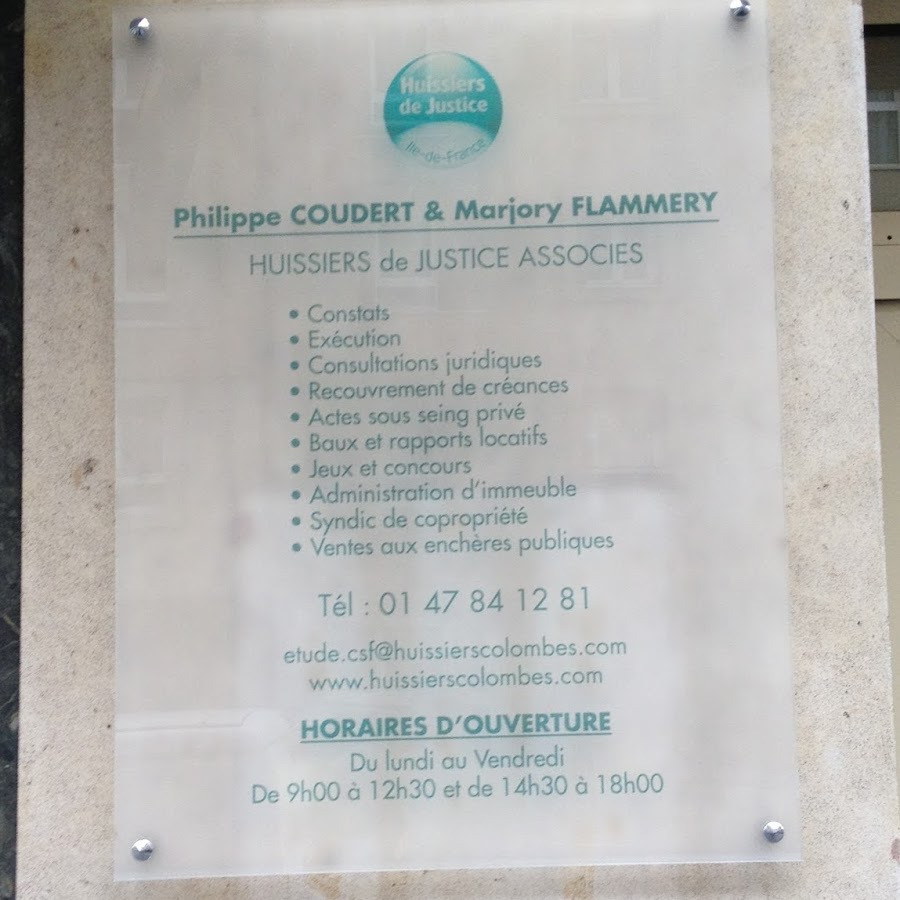 Huissiers
de Justice
Ile-de-France
Philippe COUDERT & Marjory FLAMMERY
HUISSIERS de JUSTICE ASSOCIES
• Constats
• Exécution
• Consultations juridiques
• Recouvrement de créances
• Actes sous seing privé
• Baux et rapports locatifs
• Jeux et concours
• Administration d'immeuble
• Syndic de copropriété
• Ventes aux enchères publiques
Tél : 01 47 84 12 81
etude.csf@huissierscolombes.com
www.huissierscolombes.com
HORAIRES D'OUVERTURE
Du lundi au Vendredi
De 9h00 à 12h30 et de 14h30 à 18h00